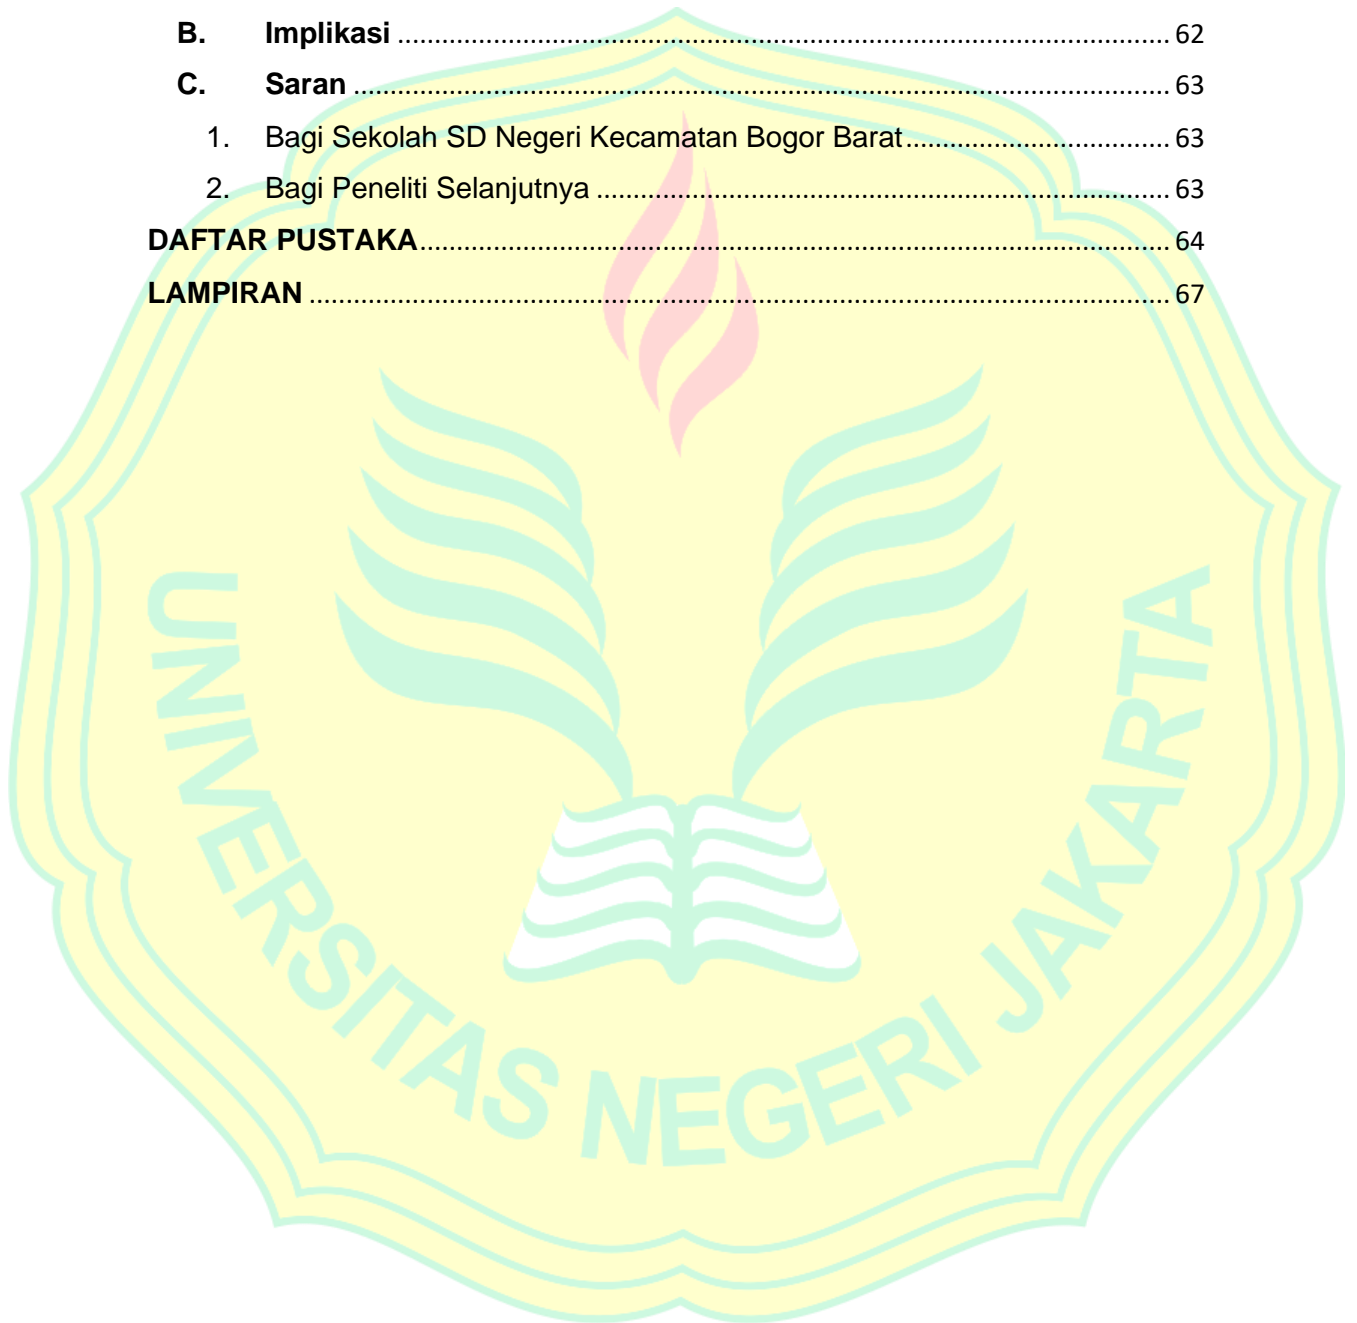 B. Implikasi ........................................................................................................ 62
C. Saran .............................................................................................................. 63
1. Bagi Sekolah SD Negeri Kecamatan Bogor Barat .................................... 63
2. Bagi Peneliti Selanjutnya .............................................................................. 63
DAFTAR PUSTAKA ..................................................................................................... 64
LAMPIRAN .................................................................................................................... 67
UNIVERSITAS NEGERI JAKARTA